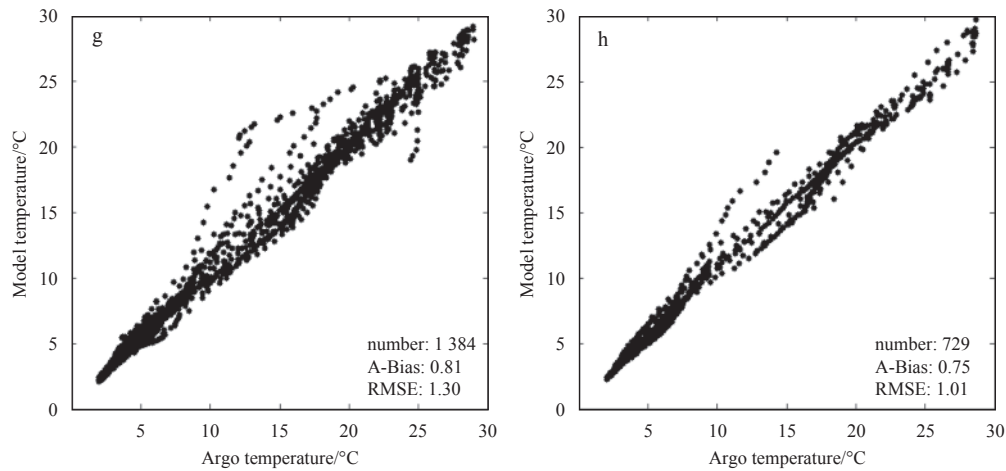 g
30
25
20
15
10
5
0
Model temperature/°C
number: 1 384
A-Bias: 0.81
RMSE: 1.30
5 10 15 20 25 30
Argo temperature/°C
h
30
25
20
15
10
5
0
Model temperature/°C
number: 729
A-Bias: 0.75
RMSE: 1.01
5 10 15 20 25 30
Argo temperature/°C